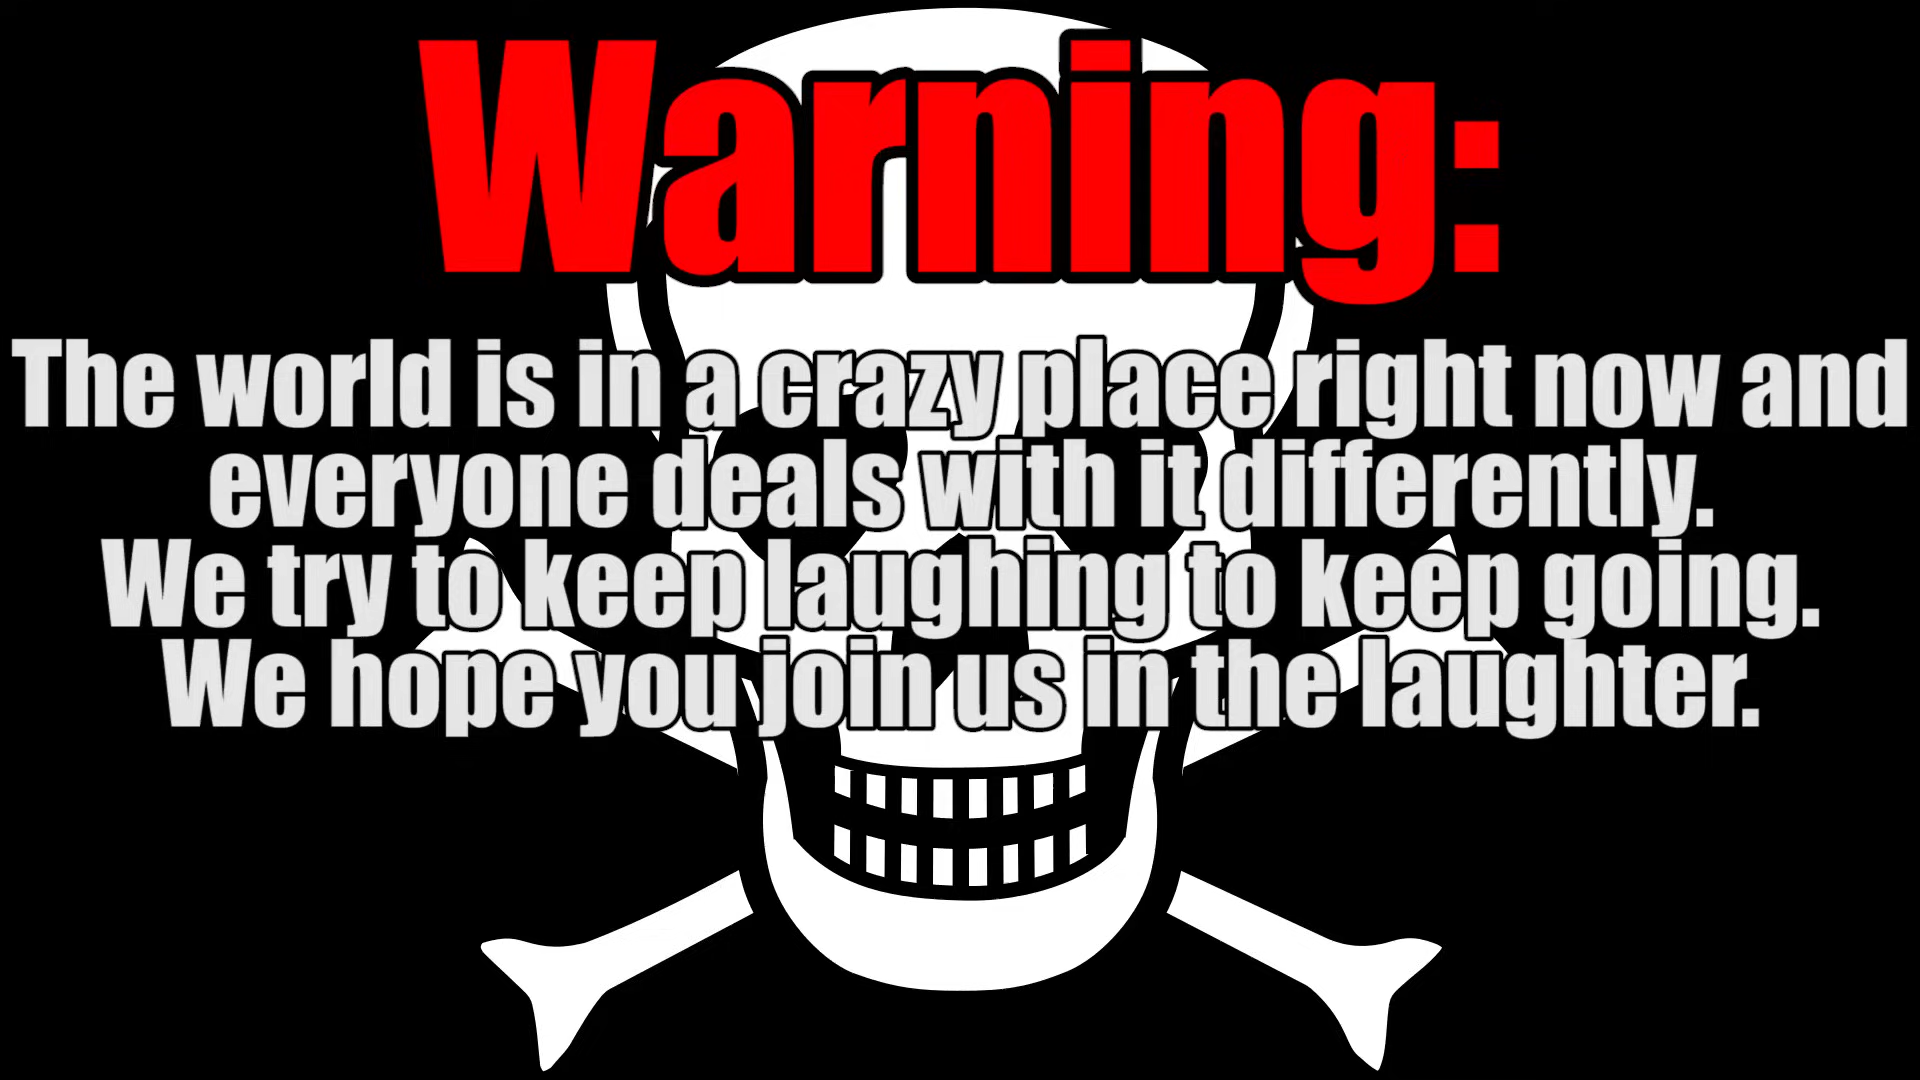 Warning:
The world is in a crazy place right now and
everyone deals with it differently.
We try to keep laughing to keep going.
We hope you join us in the laughter.